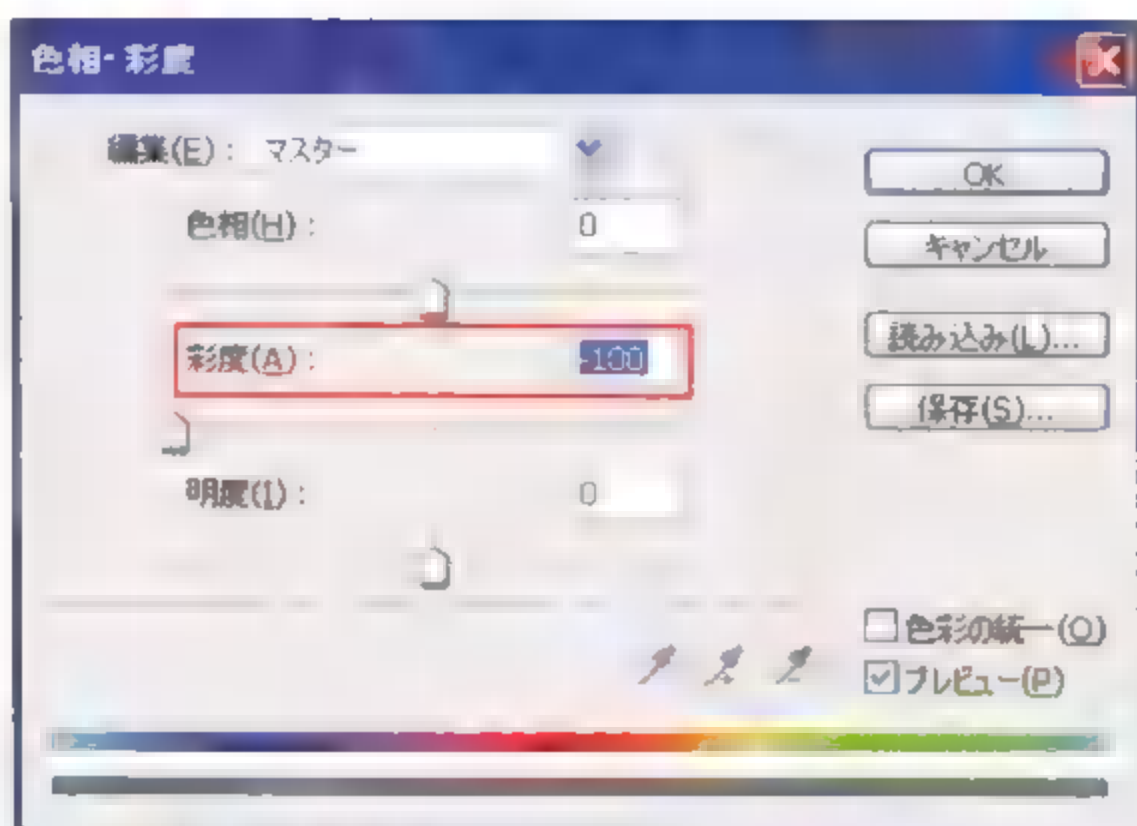 色相・彩度
編集(E): マスター
OK
色相(H): 0
キャンセル
彩度(A): -100
読み込み(L)...
保存(S)...
明度(I): 0
色彩の統一(O)
プレビュー(P)